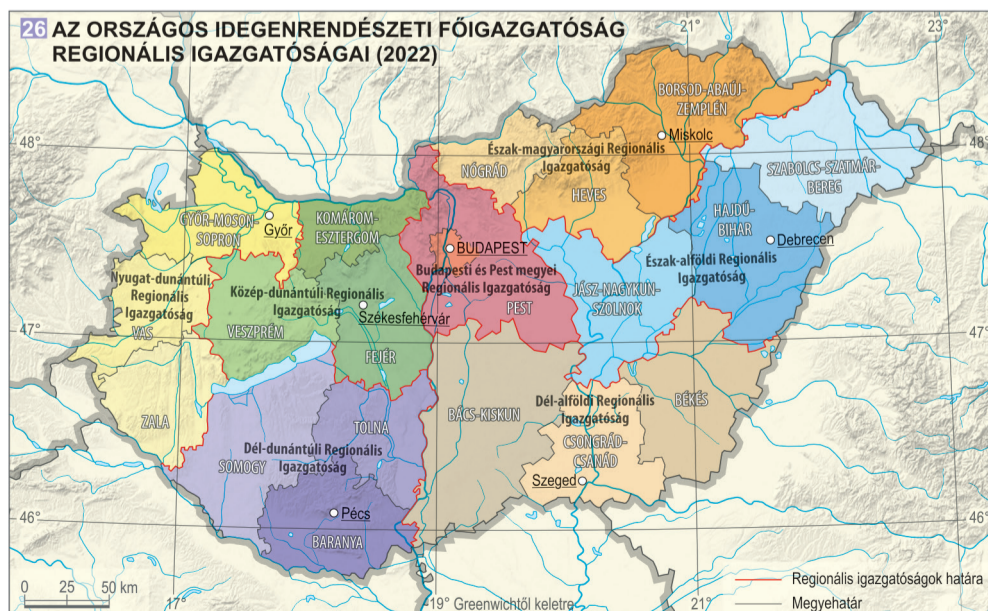 26 AZ ORSZÁGOS IDEGENRENDÉSZETI FŐIGAZGATÓSÁG
REGIONÁLIS IGAZGATÓSÁGAI (2022)
21°
23°
48°
48°
BORSOD-ABAÚJ-
ZEMPLÉN
Miskolc
NÓGRÁD
Észak-magyarországi Regionális
Igazgatóság
HEVES
SZABOLCS-SZATMÁR-
BEREG
GYŐR-MOSON-
SOPRON
Győr
KOMÁROM-
ESZTERGOM
HAJDÚ-
BIHAR
Debrecen
BUDAPEST
Budapesti és Pest megyei
Regionális Igazgatóság
PEST
Észak-alföldi Regionális
Igazgatóság
Nyugat-dunántúli
Regionális
Igazgatóság
VAS
Közép-dunántúli Regionális
Igazgatóság
VESZPRÉM
Székesfehérvár
FEJÉR
JÁSZ-NAGYKUN-
SZOLNOK
47°
47°
ZALA
BÁCS-KISKUN
Dél-alföldi Regionális
Igazgatóság
BÉKÉS
TOLNA
SOMOGY
Dél-dunántúli Regionális
Igazgatóság
CSONGRÁD-
CSANÁD
Szeged
46°
46°
Pécs
BARANYA
0 25 50 km
17°
19° Greenwichtől keletre
21°
Regionális igazgatóságok határa
Megyehatár